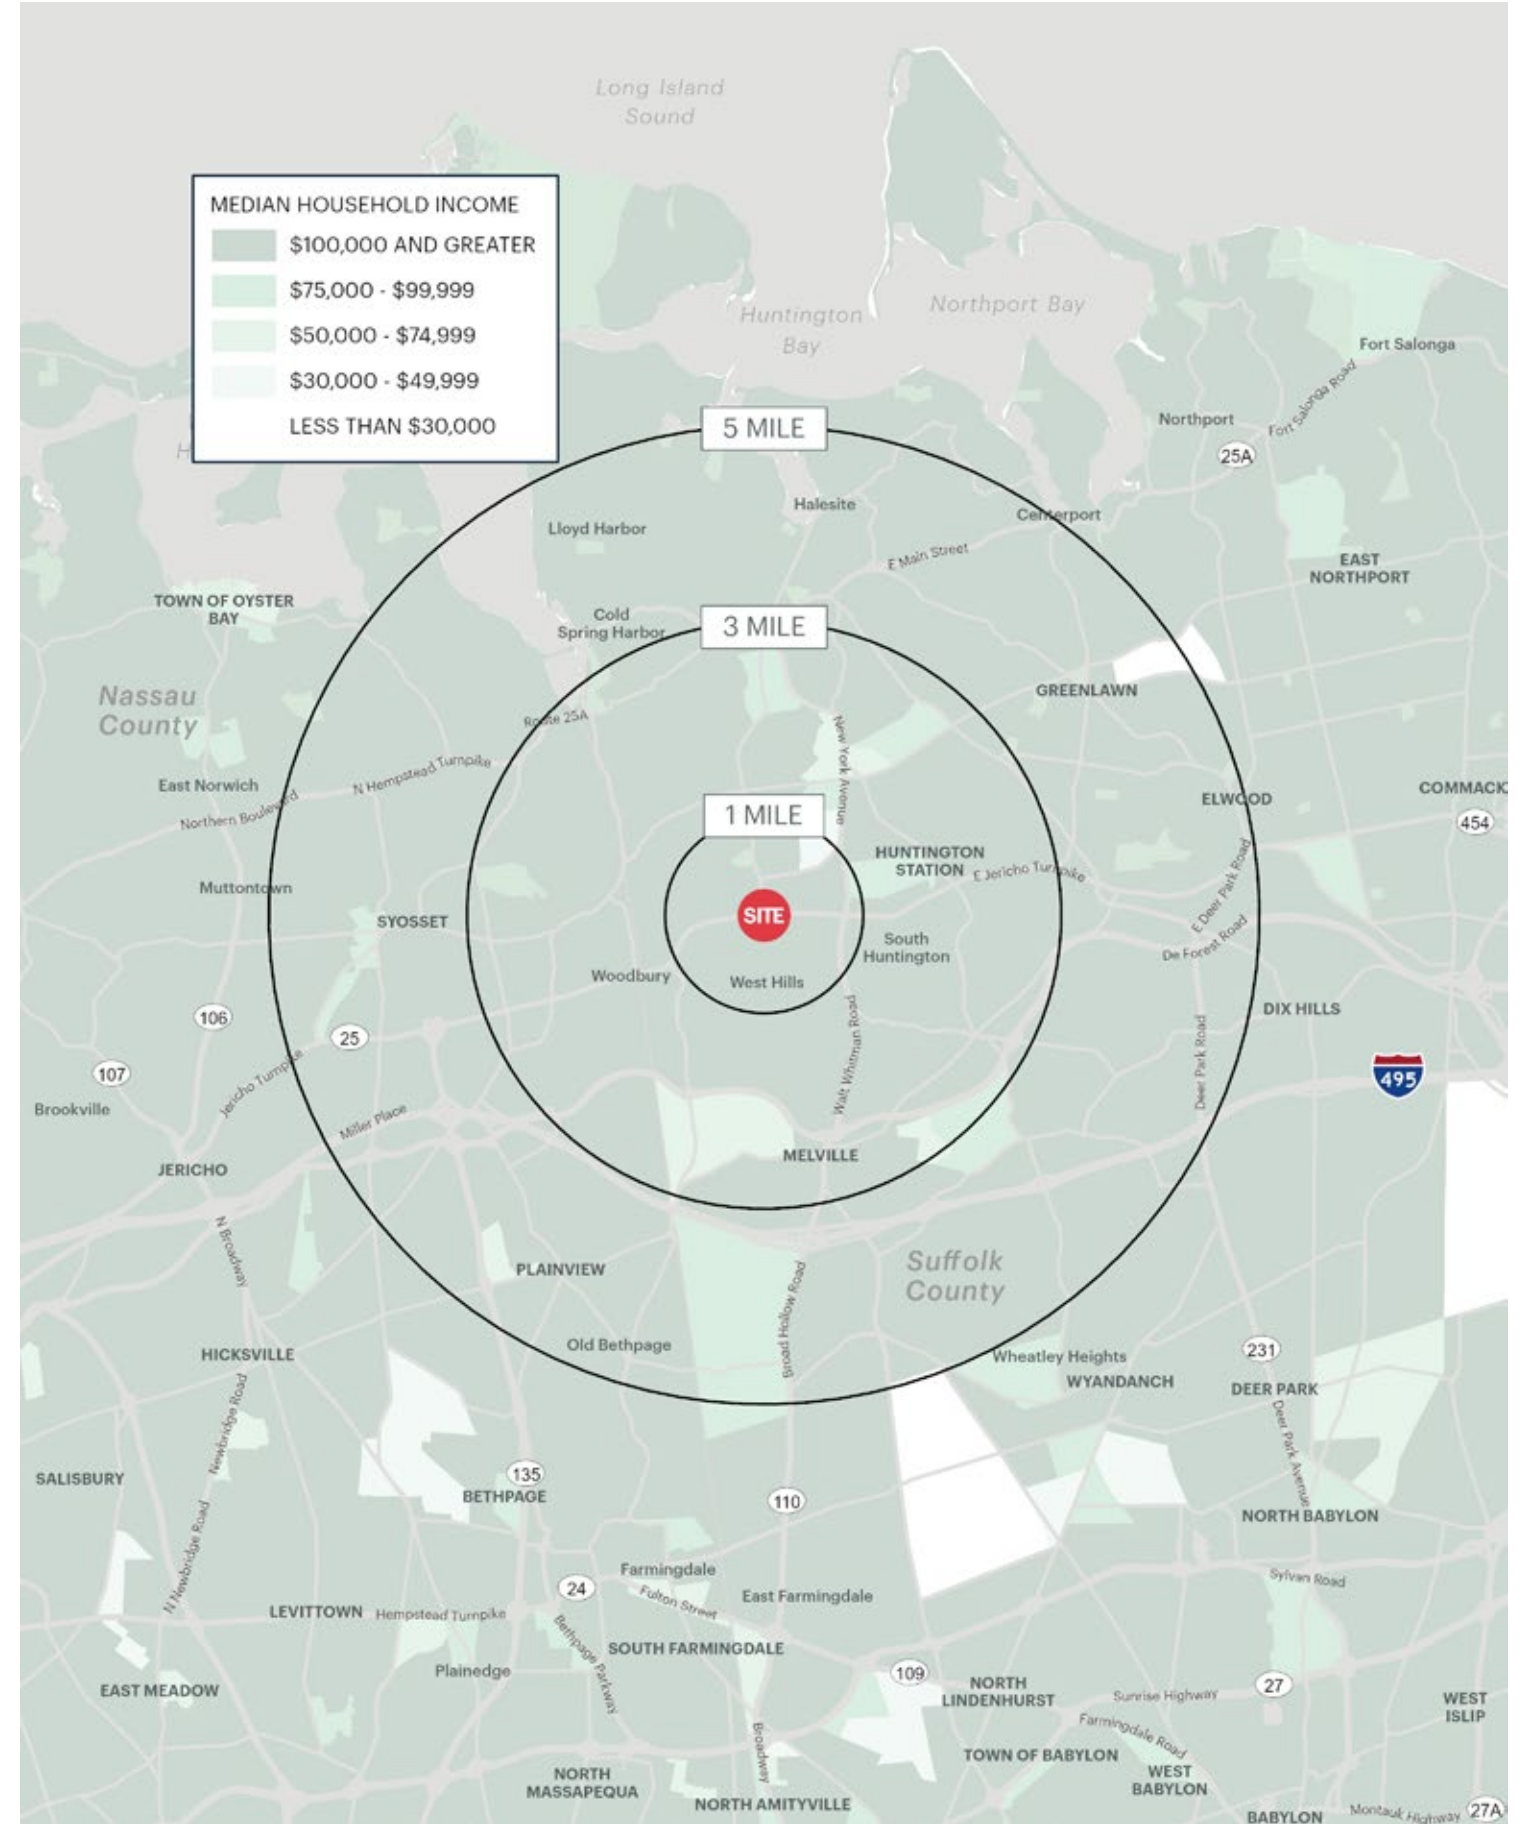 Long Island
Sound
MEDIAN HOUSEHOLD INCOME
$100,000 AND GREATER
$75,000 - $99,999
$50,000 - $74,999
$30,000 - $49,999
LESS THAN $30,000
Huntington
Bay
Northport Bay
Fort Salonga
Fort Salonga Road
Northport
25A
5 MILE
Halesite
Centerport
Lloyd Harbor
E Main Street
EAST
NORTHPORT
TOWN OF OYSTER
BAY
Cold
Spring Harbor
3 MILE
GREENLAWN
Nassau
County
Route 25A
New York Avenue
N Hempstead Turnpike
East Norwich
Northern Boulevard
1 MILE
ELWOOD
COMMACK
454
HUNTINGTON
STATION
E Jericho Turnpike
E Deer Park Road
Muttontown
SYOSSET
SITE
South
Huntington
De Forest Road
Woodbury
West Hills
DIX HILLS
106
25
Walt Whitman Road
Deer Park Road
107
Jericho Turnpike
495
Brookville
Miller Place
JERICHO
MELVILLE
N Broadway
PLAINVIEW
Suffolk
County
Broad Hollow Road
Old Bethpage
HICKSVILLE
Wheatley Heights
WYANDANCH
231
DEER PARK
Deer Park Avenue
Newbridge Road
SALISBURY
135
BETHPAGE
110
NORTH BABYLON
N Newbridge Road
Farmingdale
24
Fulton Street
East Farmingdale
Sylvan Road
LEVITTOWN
Hempstead Turnpike
Bethpage Parkway
SOUTH FARMINGDALE
Plainedge
109
EAST MEADOW
NORTH
LINDENHURST
Sunrise Highway
27
WEST
ISLIP
Farmingdale Road
Broadway
TOWN OF BABYLON
NORTH
MASSAPEQUA
WEST
BABYLON
NORTH AMITYVILLE
BABYLON
Montauk Highway
27A